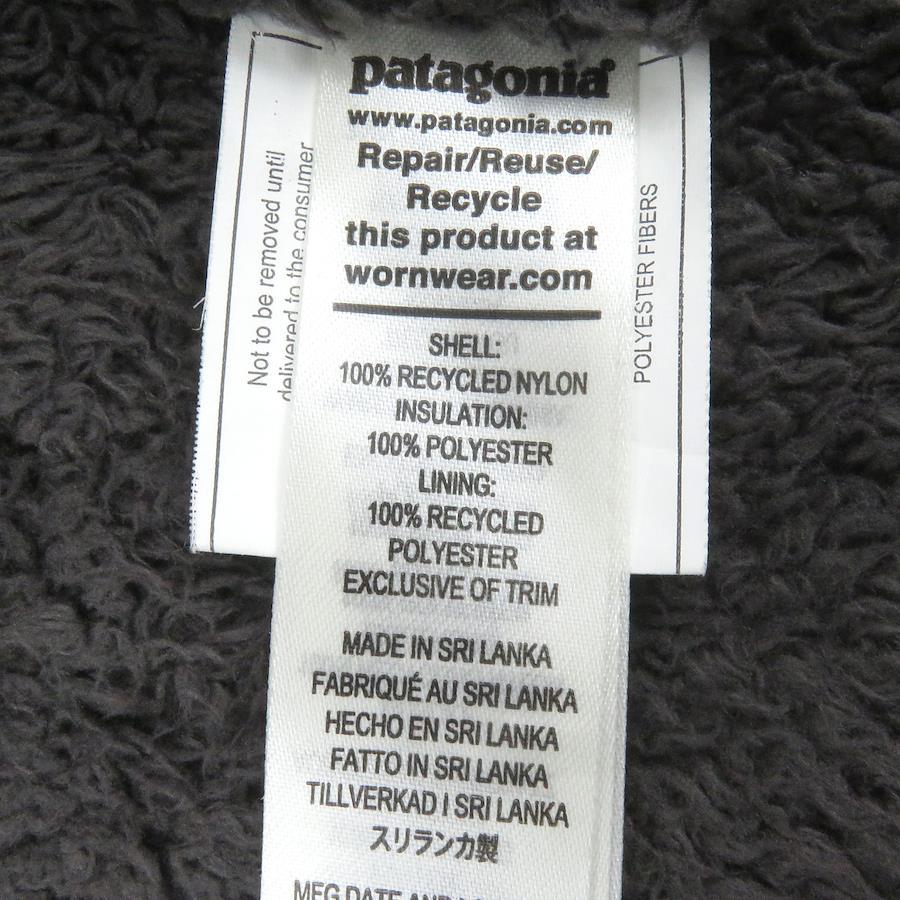 patagonia®
www.patagonia.com
Repair/Reuse/
Recycle
this product at
wornwear.com
SHELL:
100% RECYCLED NYLON
INSULATION:
100% POLYESTER
LINING:
100% RECYCLED
POLYESTER
EXCLUSIVE OF TRIM
MADE IN SRI LANKA
FABRIQUÉ AU SRI LANKA
HECHO EN SRI LANKA
FATTO IN SRI LANKA
TILLVERKAD I SRI LANKA
スリランカ製
MFG DATE AND
Not to be removed until
delivered to the consumer
POLYESTER FIBERS